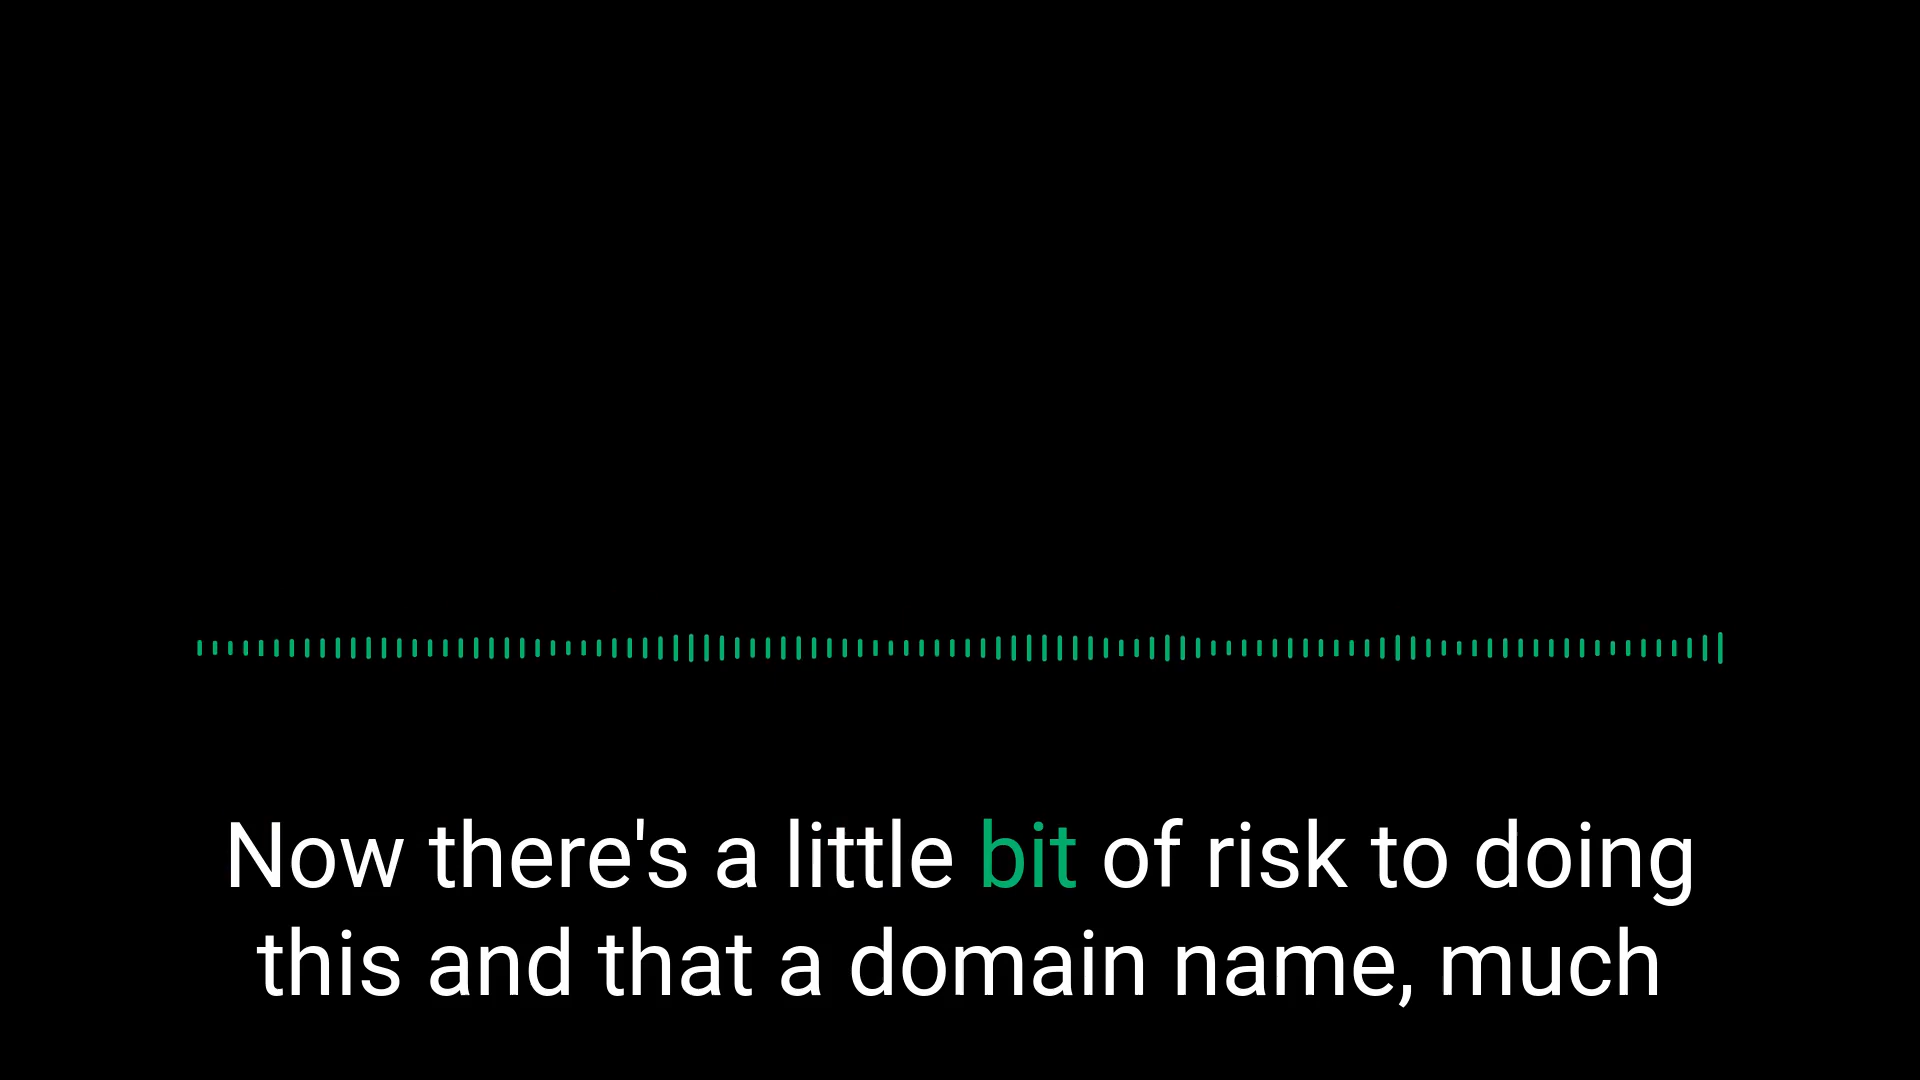 Now there's a little bit of risk to doing
this and that a domain name, much